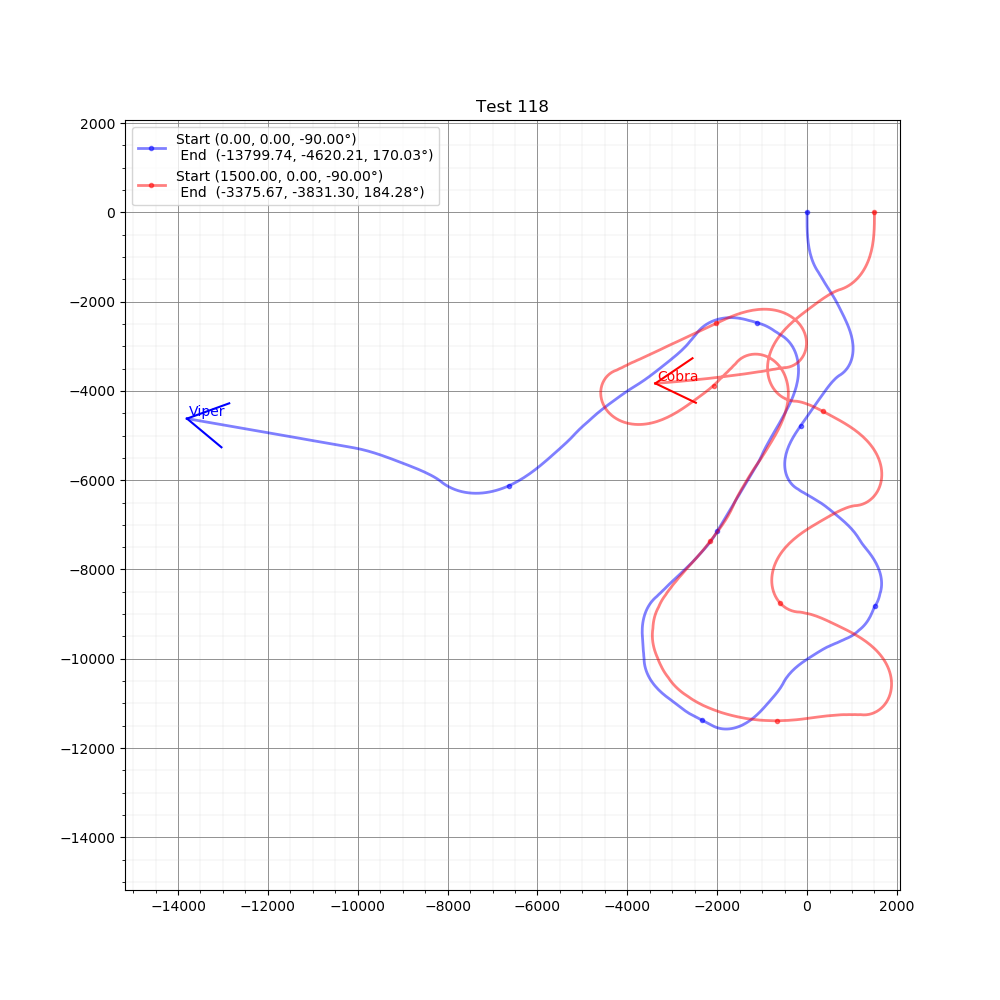 Test 118
Start (0.00, 0.00, -90.00°)
End  (-13799.74, -4620.21, 170.03°)
Start (1500.00, 0.00, -90.00°)
End  (-3375.67, -3831.30, 184.28°)
2000
0
−2000
−4000
−6000
−8000
−10000
−12000
−14000
Cobra
Viper
−14000 −12000 −10000 −8000 −6000 −4000 −2000 0 2000